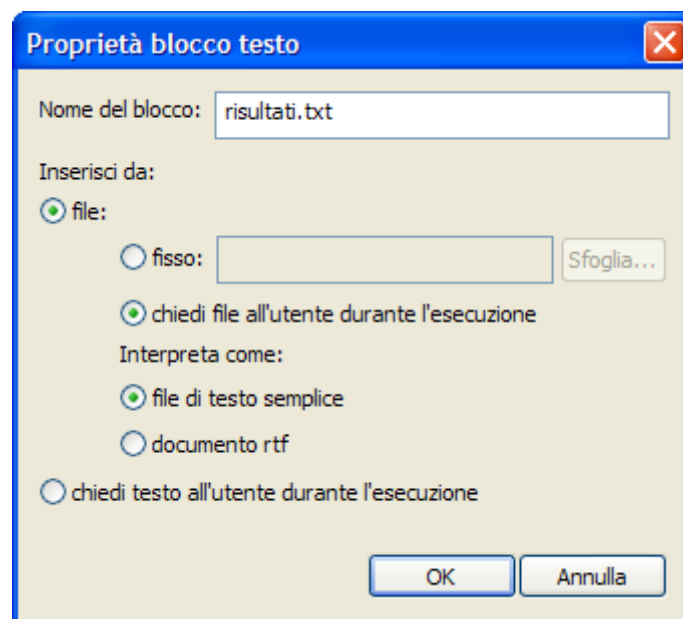 Proprietà blocco testo
Nome del blocco: risultati.txt
Inserisci da:
file:
fisso: Sfoglia...
chiedi file all'utente durante l'esecuzione
Interpreta come:
file di testo semplice
documento rtf
chiedi testo all'utente durante l'esecuzione
OK Annulla